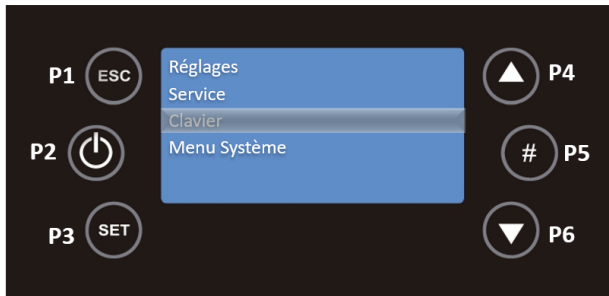 P1 ESC
P2
P3 SET
Réglages
Service
Clavier
Menu Système
P4
# P5
P6